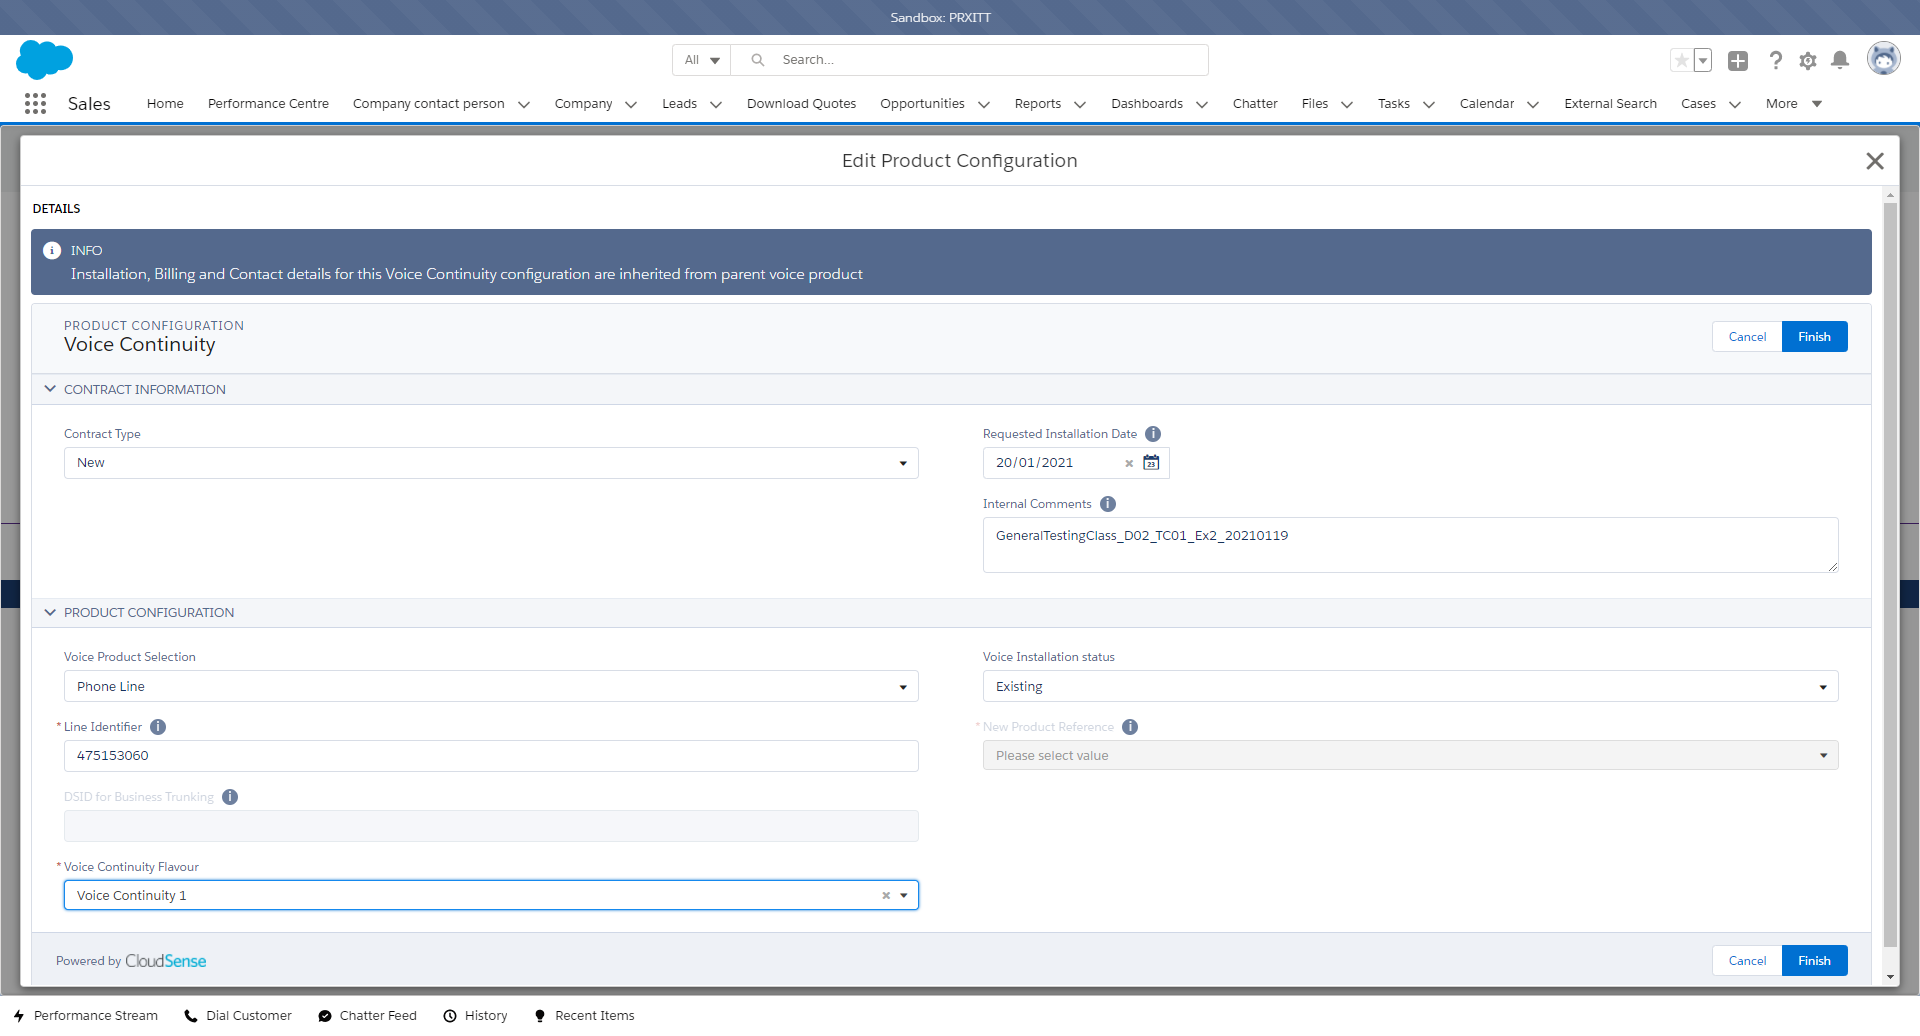 Sandbox: PRXITT
All Search...
Sales Home Performance Centre Company contact person Company Leads Download Quotes Opportunities Reports Dashboards Chatter Files Tasks Calendar External Search Cases More
Edit Product Configuration
DETAILS
INFO
Installation, Billing and Contact details for this Voice Continuity configuration are inherited from parent voice product
PRODUCT CONFIGURATION
Voice Continuity
Cancel Finish
CONTRACT INFORMATION
Contract Type
New
Requested Installation Date
20/01/2021 23
Internal Comments
GeneralTestingClass_D02_TC01_Ex2_20210119
PRODUCT CONFIGURATION
Voice Product Selection
Phone Line
Voice Installation status
Existing
* Line Identifier
475153060
* New Product Reference
Please select value
DSID for Business Trunking
* Voice Continuity Flavour
Voice Continuity 1
Powered by CloudSense
Cancel Finish
Performance Stream Dial Customer Chatter Feed History Recent Items